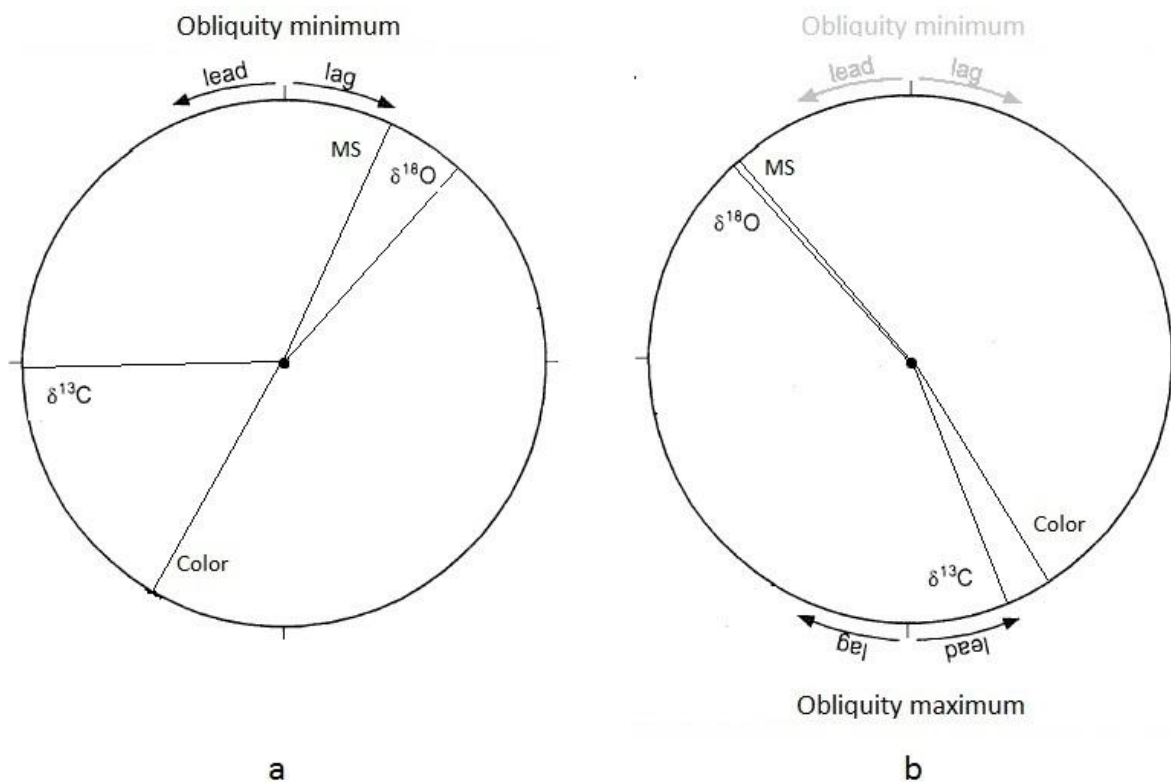 Obliquity minimum
lead lag
MS
δ¹⁸O
δ¹³C
Color
a
Obliquity minimum
lead lag
MS
δ¹⁸O
Color
δ¹³C
lag lead
Obliquity maximum
b